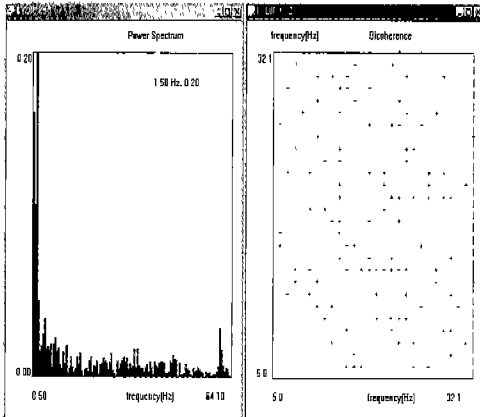 Power Spectrum
0.20
1.50 Hz, 0.20
0.00
0.50
frequency[Hz]
64.10
frequency[Hz]
Bicoherence
32.1
5.0
5.0
frequency[Hz]
32.1